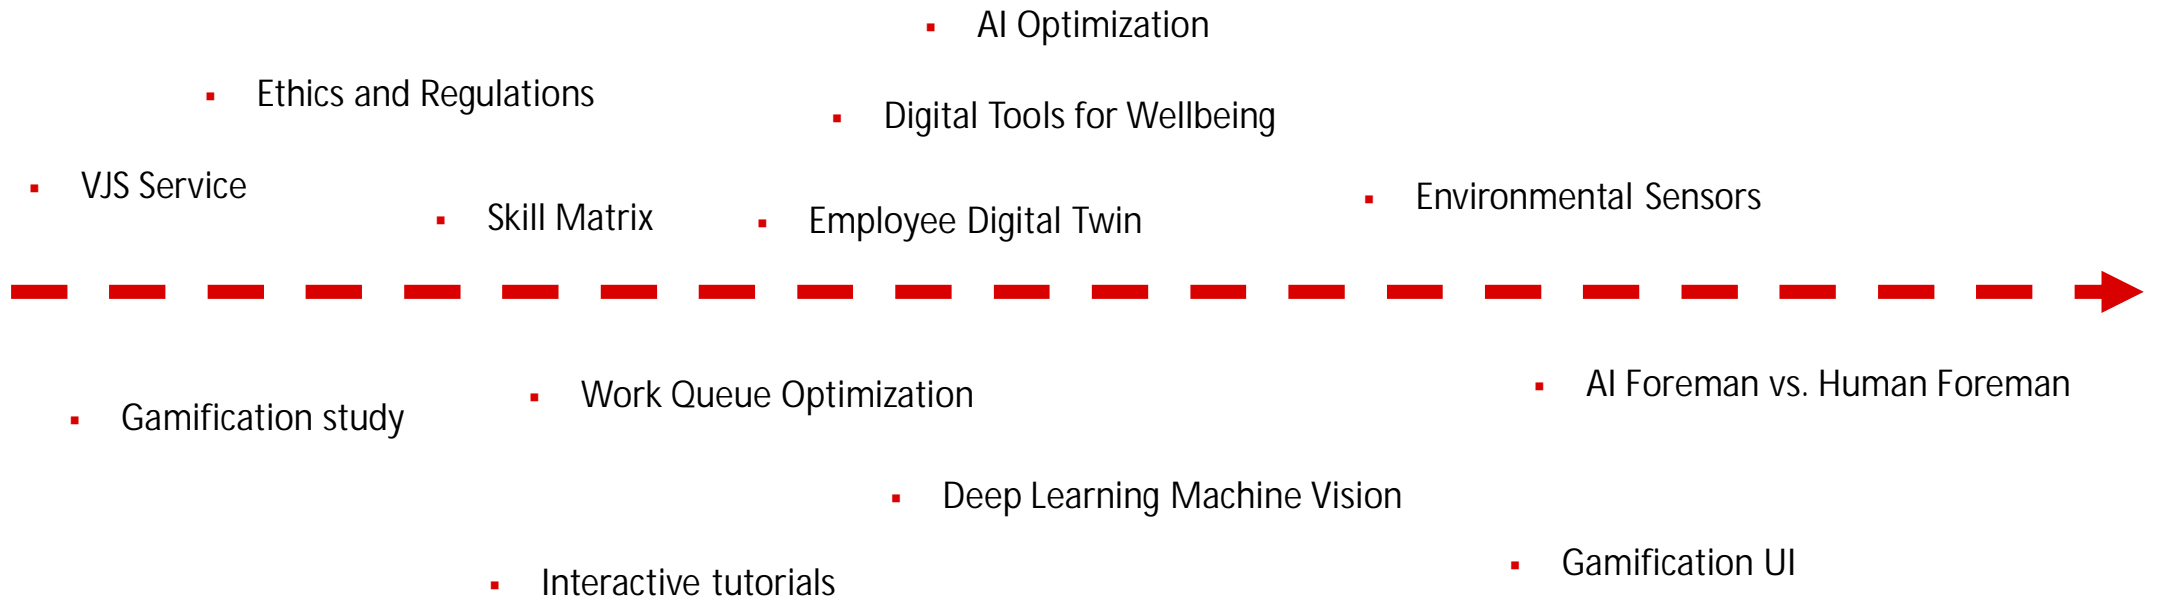 AI Optimization
Ethics and Regulations
Digital Tools for Wellbeing
VJS Service
Environmental Sensors
Skill Matrix
Employee Digital Twin
AI Foreman vs. Human Foreman
Work Queue Optimization
Gamification study
Deep Learning Machine Vision
Gamification UI
Interactive tutorials